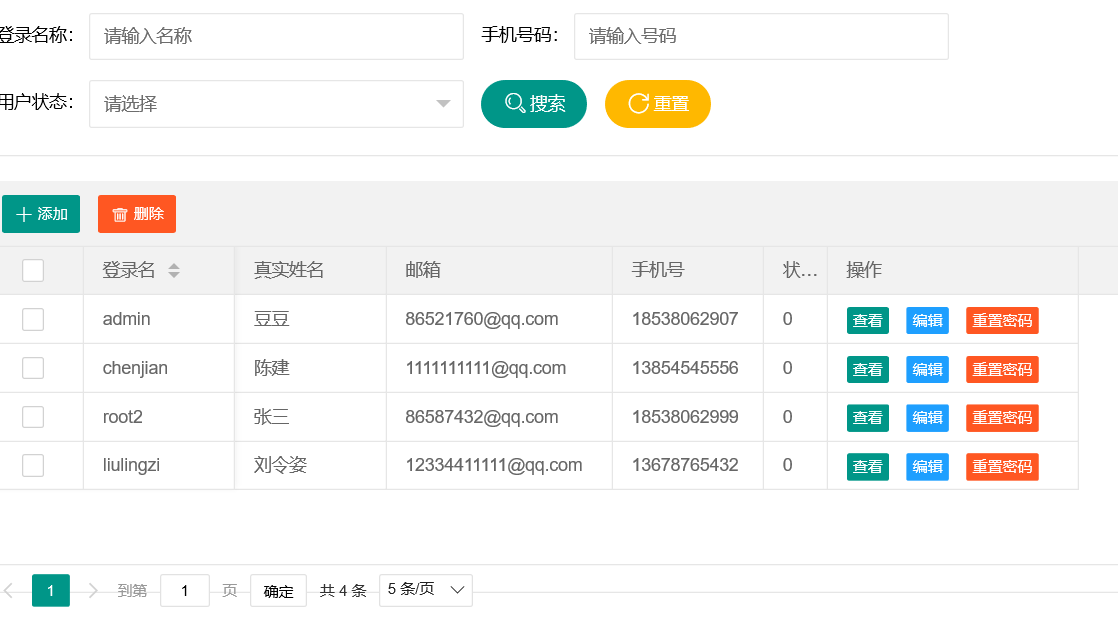 登录名称： 请输入名称 手机号码： 请输入号码
用户状态： 请选择 搜索 重置
添加 删除
登录名 真实姓名 邮箱 手机号 状... 操作
admin 豆豆 86521760@qq.com 18538062907 0 查看 编辑 重置密码
chenjian 陈建 1111111111@qq.com 13854545556 0 查看 编辑 重置密码
root2 张三 86587432@qq.com 18538062999 0 查看 编辑 重置密码
liulingzi 刘令姿 12334411111@qq.com 13678765432 0 查看 编辑 重置密码
1 到第 1 页 确定 共 4 条 5 条/页